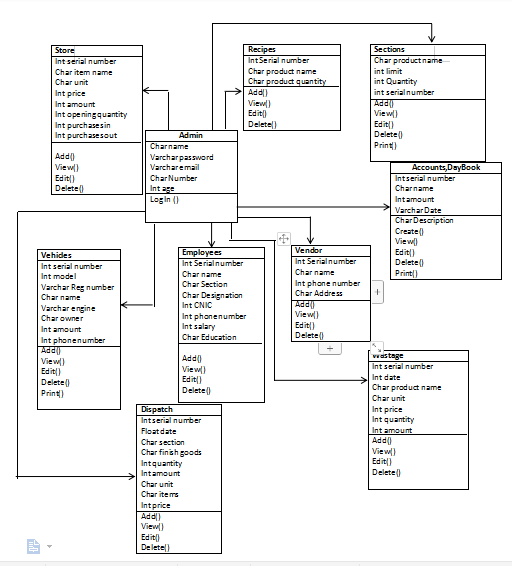 Store
Int serial number
Char item name
Char unit
Int price
Int amount
Int opening quantity
Int purchases in
Int purchases out
Add()
View()
Edit()
Delete()
Recipes
Int Serial number
Char product name
Char product quantity
Add()
View()
Edit()
Delete()
Sections
Char product name
int limit
int Quantity
int serial number
Add()
View()
Edit()
Delete()
Print()
Admin
Char name
Varchar password
Varchar email
Char Number
Int age
Log In ()
Accounts,DayBook
Int serial number
Char name
Int amount
Varchar Date
Char Description
Create()
View()
Edit()
Delete()
Print()
Vehicles
Int serial number
Int model
Varchar Reg number
Char name
Varchar engine
Char owner
Int amount
Int phone number
Add()
View()
Edit()
Delete()
Print()
Employees
Int Serial number
Char name
Char Section
Char Designation
Int CNIC
Int phone number
Int salary
Char Education
Add()
View()
Edit()
Delete()
Vendor
Int Serial number
Char name
Int phone number
Char Address
Add()
View()
Edit()
Delete()
Wastage
Int serial number
Int date
Char product name
Char unit
Int price
Int quantity
Int amount
Add()
View()
Edit()
Delete()
Dispatch
Int serial number
Float date
Char section
Char finish goods
Int quantity
Int amount
Char unit
Char items
Int price
Add()
View()
Edit()
Delete()